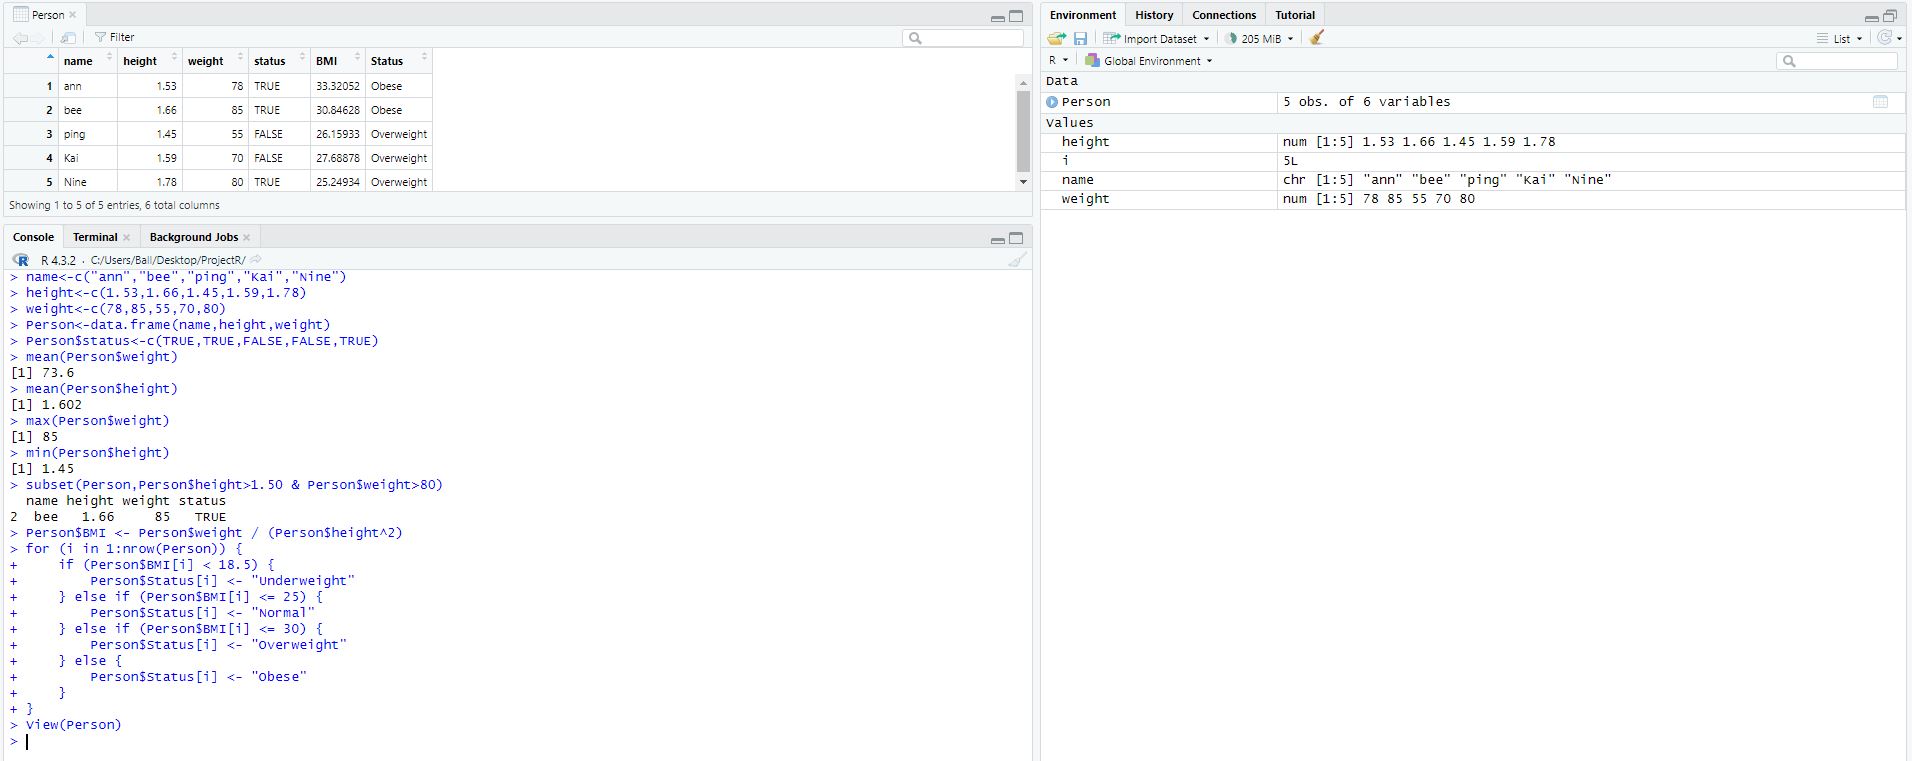 Person
Filter
name height weight status BMI Status
1 ann 1.53 78 TRUE 33.32052 Obese
2 bee 1.66 85 TRUE 30.84628 Obese
3 ping 1.45 55 FALSE 26.15933 Overweight
4 Kai 1.59 70 FALSE 27.68878 Overweight
5 Nine 1.78 80 TRUE 25.24934 Overweight
Showing 1 to 5 of 5 entries, 6 total columns
Console Terminal Background Jobs
R 4.3.2 · C:/Users/Ball/Desktop/ProjectR/
> name<-c("ann","bee","ping","Kai","Nine")
> height<-c(1.53,1.66,1.45,1.59,1.78)
> weight<-c(78,85,55,70,80)
> Person<-data.frame(name,height,weight)
> Person$status<-c(TRUE,TRUE,FALSE,FALSE,TRUE)
> mean(Person$weight)
[1] 73.6
> mean(Person$height)
[1] 1.602
> max(Person$weight)
[1] 85
> min(Person$height)
[1] 1.45
> subset(Person,Person$height>1.50 & Person$weight>80)
  name height weight status
2  bee   1.66     85   TRUE
> Person$BMI <- Person$weight / (Person$height^2)
> for (i in 1:nrow(Person)) {
+     if (Person$BMI[i] < 18.5) {
+         Person$Status[i] <- "Underweight"
+     } else if (Person$BMI[i] <= 25) {
+         Person$Status[i] <- "Normal"
+     } else if (Person$BMI[i] <= 30) {
+         Person$Status[i] <- "Overweight"
+     } else {
+         Person$Status[i] <- "Obese"
+     }
+ }
> View(Person)
>
Environment History Connections Tutorial
Import Dataset 205 MiB List
R Global Environment
Data
Person 5 obs. of 6 variables
Values
height num [1:5] 1.53 1.66 1.45 1.59 1.78
i 5L
name chr [1:5] "ann" "bee" "ping" "Kai" "Nine"
weight num [1:5] 78 85 55 70 80